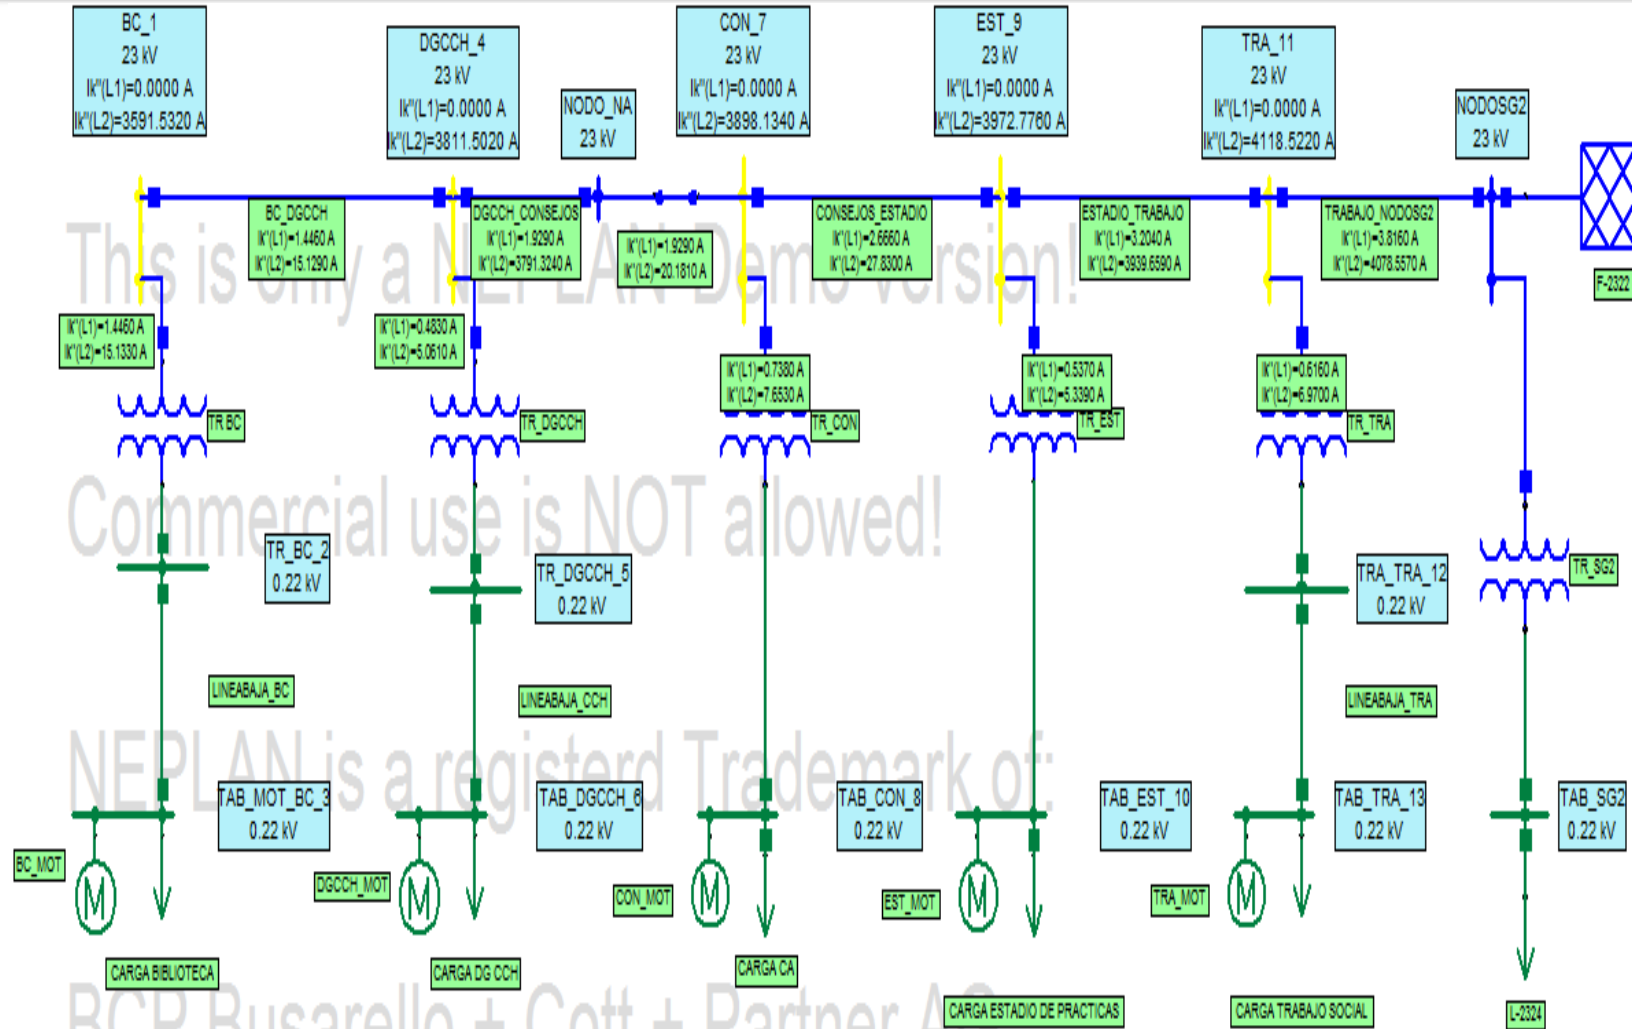 BC_1
23 kV
Ik"(L1)=0.0000 A
Ik"(L2)=3591.5320 A
DGCCH_4
23 kV
Ik"(L1)=0.0000 A
Ik"(L2)=3811.5020 A
NODO_NA
23 kV
CON_7
23 kV
Ik"(L1)=0.0000 A
Ik"(L2)=3898.1340 A
EST_9
23 kV
Ik"(L1)=0.0000 A
Ik"(L2)=3972.7760 A
TRA_11
23 kV
Ik"(L1)=0.0000 A
Ik"(L2)=4118.5220 A
NODOSG2
23 kV
BC_DGCCH
Ik"(L1)=1.4460 A
Ik"(L2)=15.1290 A
DGCCH_CONSEJOS
Ik"(L1)=1.9290 A
Ik"(L2)=3791.3240 A
Ik"(L1)=1.9290 A
Ik"(L2)=20.1810 A
CONSEJOS_ESTADIO
Ik"(L1)=2.6660 A
Ik"(L2)=27.8300 A
ESTADIO_TRABAJO
Ik"(L1)=3.2040 A
Ik"(L2)=3939.6590 A
TRABAJO_NODOSG2
Ik"(L1)=3.8160 A
Ik"(L2)=4078.5570 A
F-2322
This is only a NEPLAN Demo version!
Ik"(L1)=1.4460 A
Ik"(L2)=15.1330 A
Ik"(L1)=0.4830 A
Ik"(L2)=5.0610 A
Ik"(L1)=0.7380 A
Ik"(L2)=7.6530 A
Ik"(L1)=0.5370 A
Ik"(L2)=5.3390 A
Ik"(L1)=0.6160 A
Ik"(L2)=6.9700 A
TR BC
TR_DGCCH
TR_CON
TR_EST
TR_TRA
Commercial use is NOT allowed!
TR_BC_2
0.22 kV
TR_DGCCH_5
0.22 kV
TRA_TRA_12
0.22 kV
TR_SG2
LINEABAJA_BC
LINEABAJA_CCH
LINEABAJA_TRA
NEPLAN is a registerd Trademark of:
TAB_MOT_BC_3
0.22 kV
TAB_DGCCH_6
0.22 kV
TAB_CON_8
0.22 kV
TAB_EST_10
0.22 kV
TAB_TRA_13
0.22 kV
TAB_SG2
0.22 kV
BC_MOT
M
DGCCH_MOT
M
CON_MOT
M
EST_MOT
M
TRA_MOT
M
CARGA BIBLIOTECA
CARGA DG CCH
CARGA CA
CARGA ESTADIO DE PRACTICAS
CARGA TRABAJO SOCIAL
L-2324
BCP Busarello + Cott + Partner A